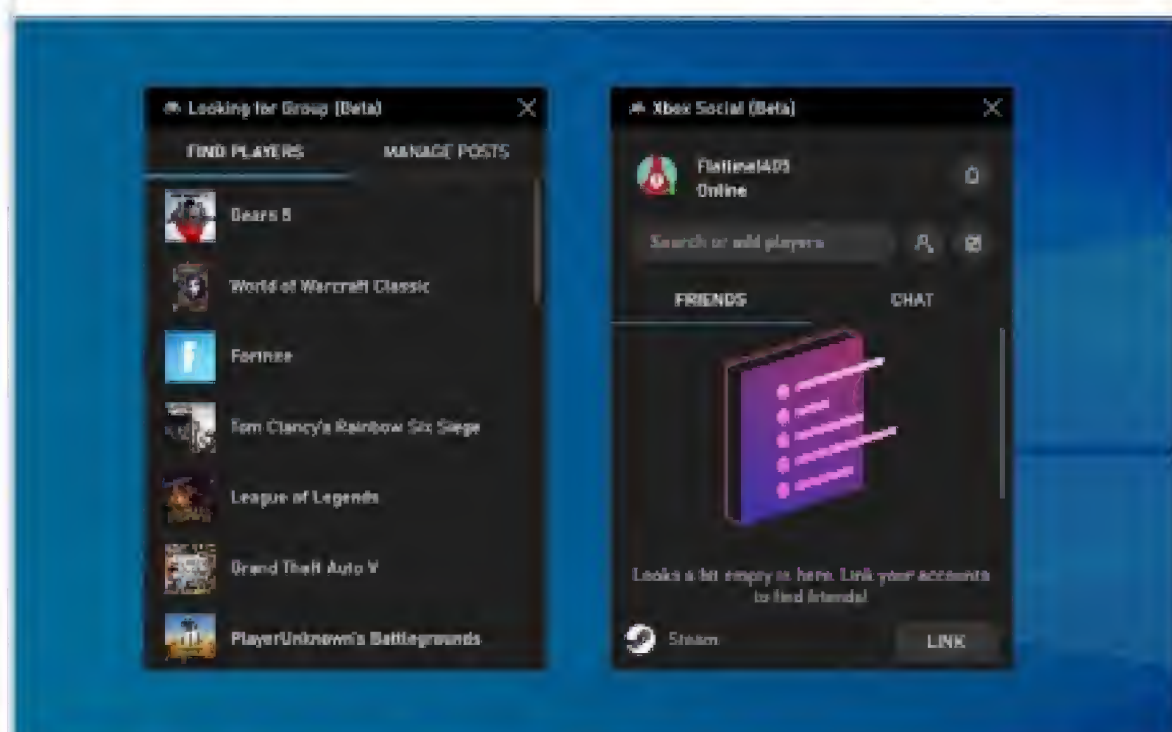 Looking for Group (Beta)
FIND PLAYERS
MANAGE POSTS
Gears 5
World of Warcraft Classic
Fortnite
Tom Clancy's Rainbow Six Siege
League of Legends
Grand Theft Auto V
PlayerUnknown's Battlegrounds
Xbox Social (Beta)
Online
Search or add players
FRIENDS
CHAT
Looks a bit empty in here. Link your accounts
to find friends!
Steam
LINK